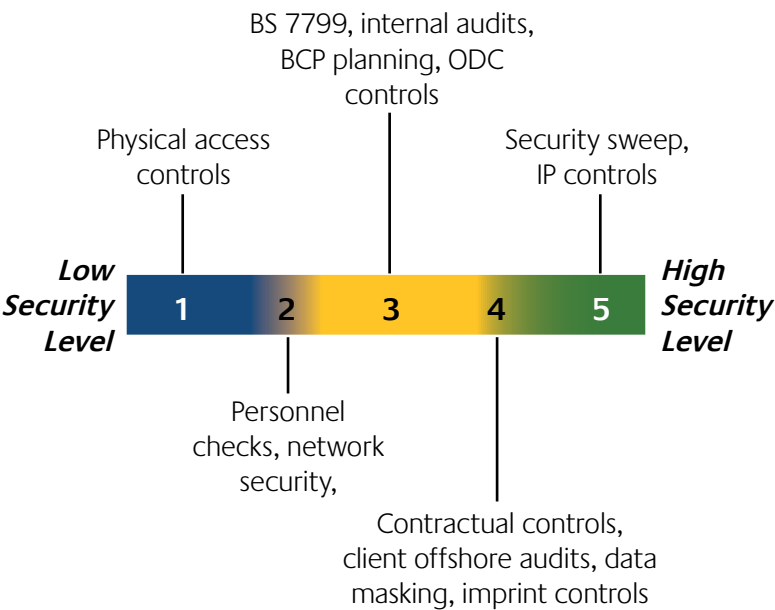 BS 7799, internal audits,
BCP planning, ODC
controls
Physical access
controls
Security sweep,
IP controls
Low
Security
Level
1
2
3
4
5
High
Security
Level
Personnel
checks, network
security,
Contractual controls,
client offshore audits, data
masking, imprint controls